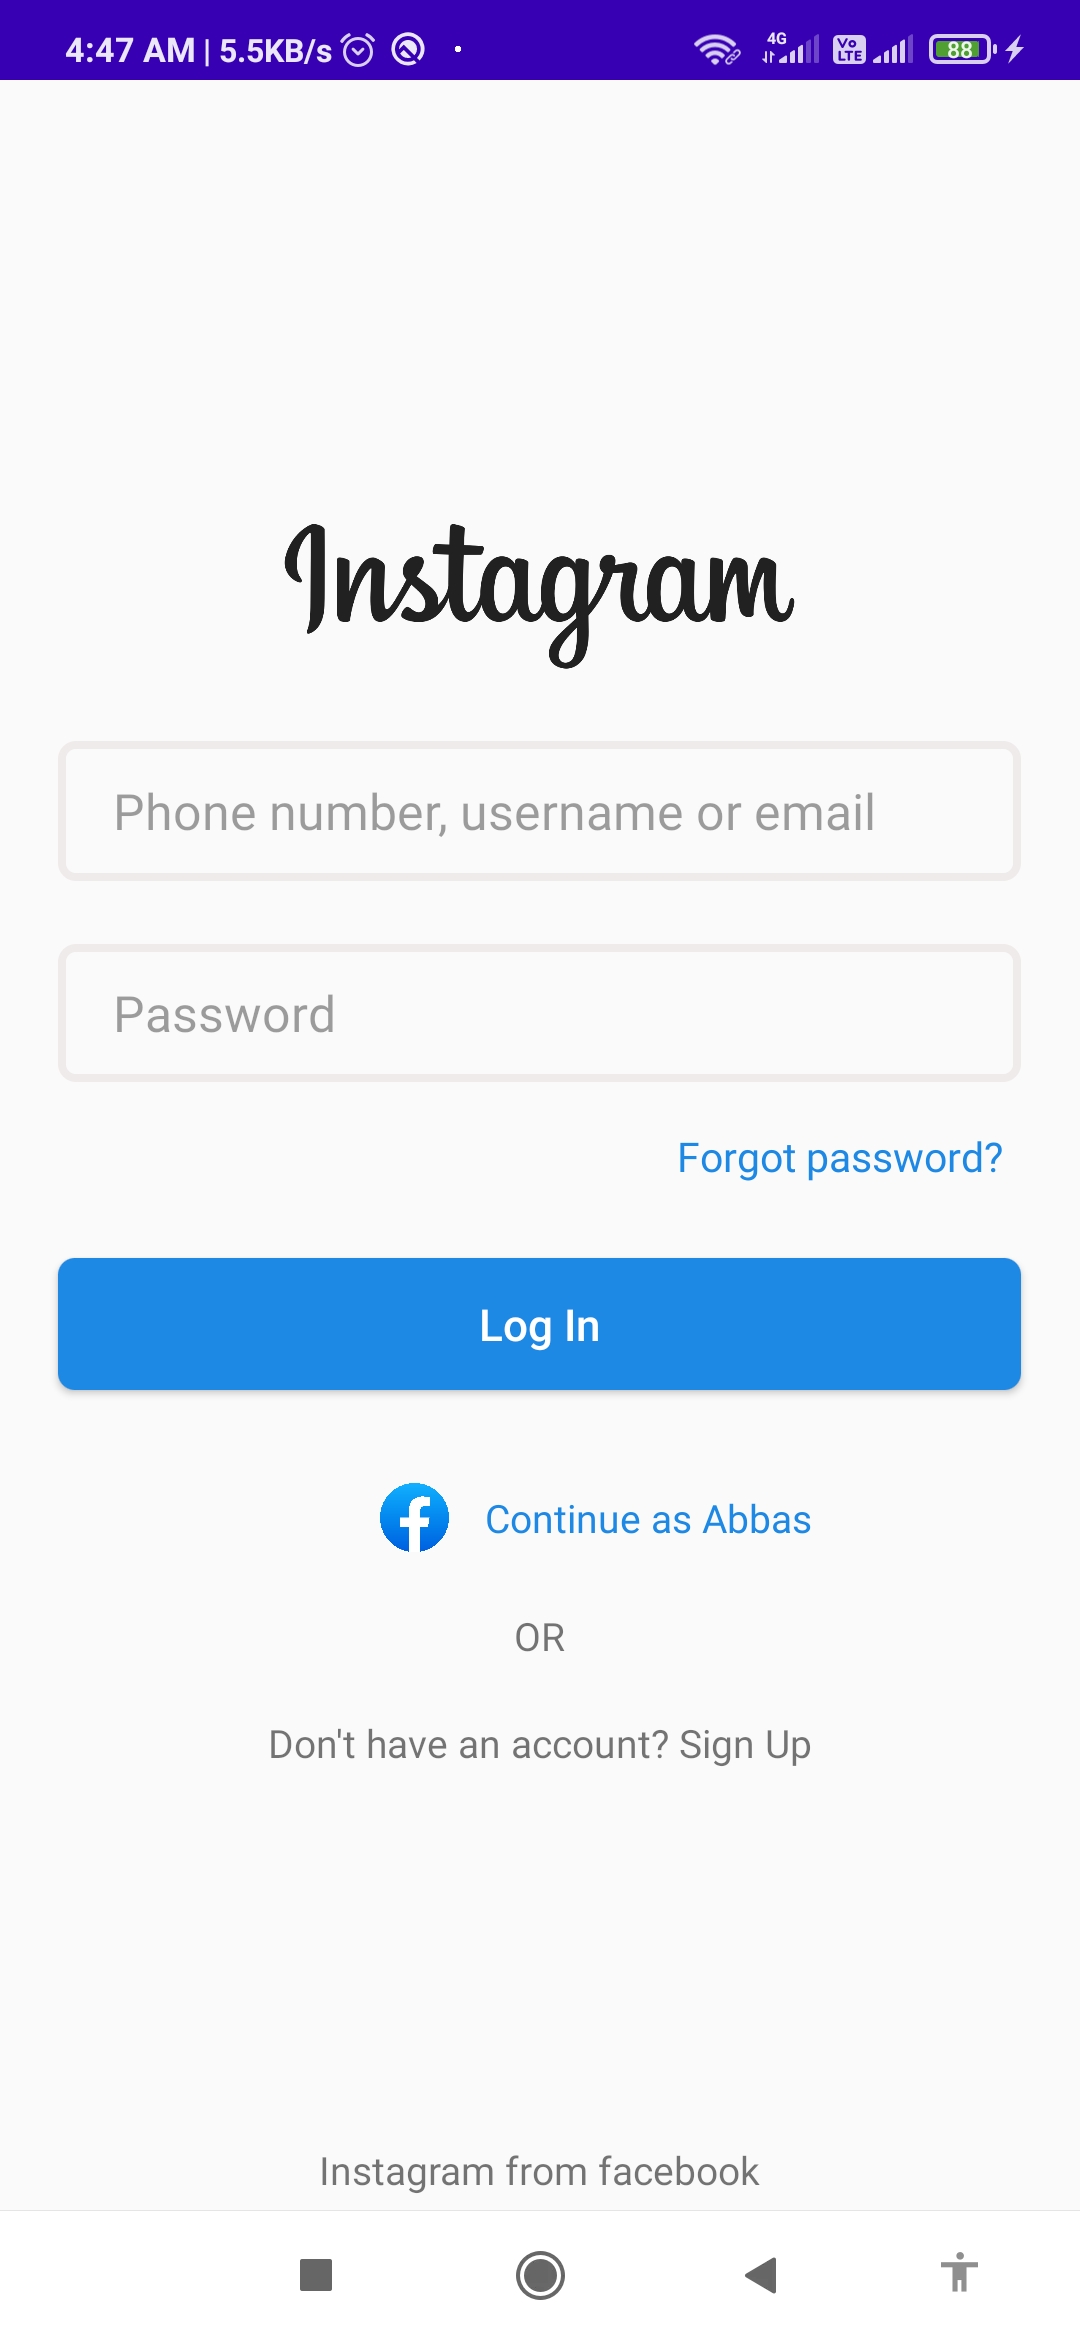 4:47 AM | 5.5KB/s 4G Vo LTE 88
Instagram
Phone number, username or email
Password
Forgot password?
Log In
Continue as Abbas
OR
Don't have an account? Sign Up
Instagram from facebook